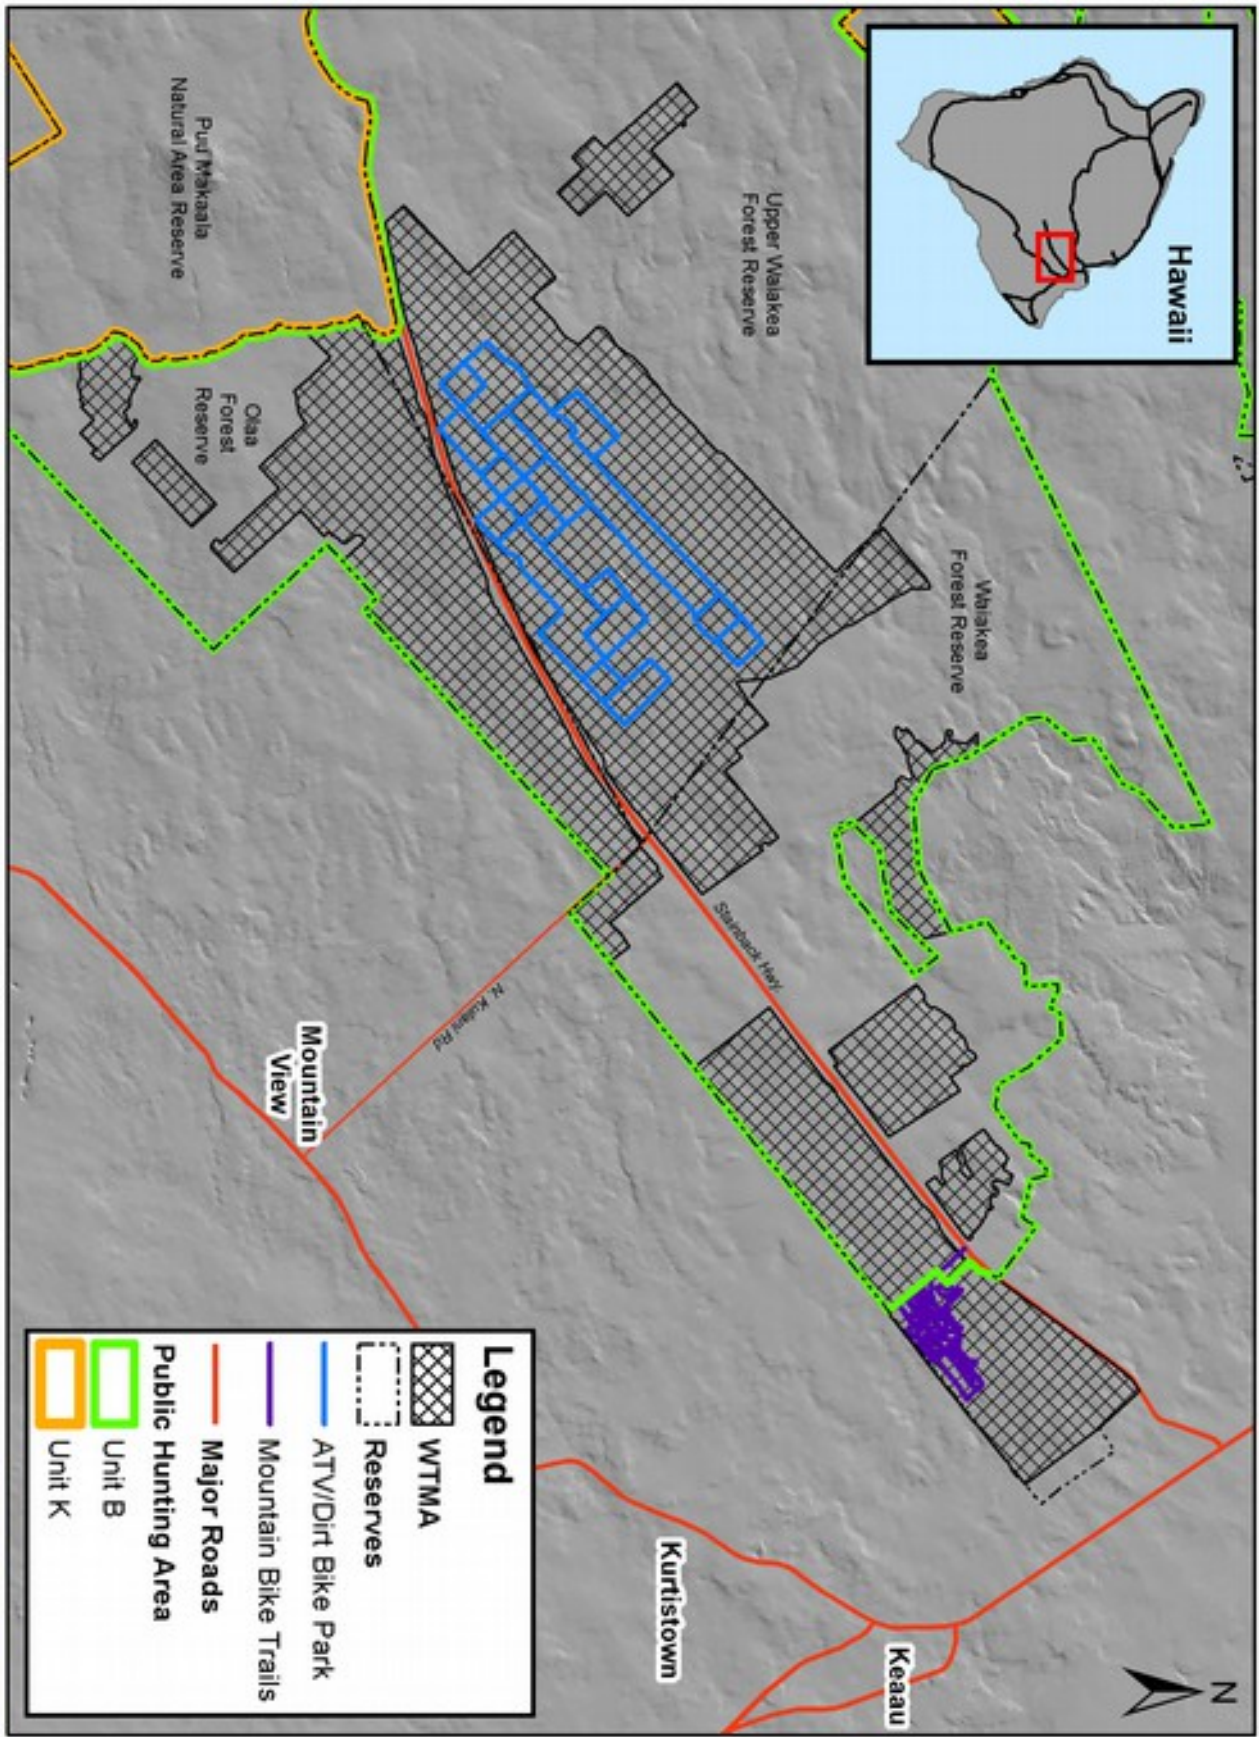 Hawaii
N
Upper Waiakea
Forest Reserve
Waiakea
Forest Reserve
Puu Makaala
Natural Area Reserve
Olaa
Forest
Reserve
Stainback Hwy
N. Kulani Rd
Mountain
View
Kurtistown
Keaau
Legend
WTMA
Reserves
ATV/Dirt Bike Park
Mountain Bike Trails
Major Roads
Public Hunting Area
Unit B
Unit K